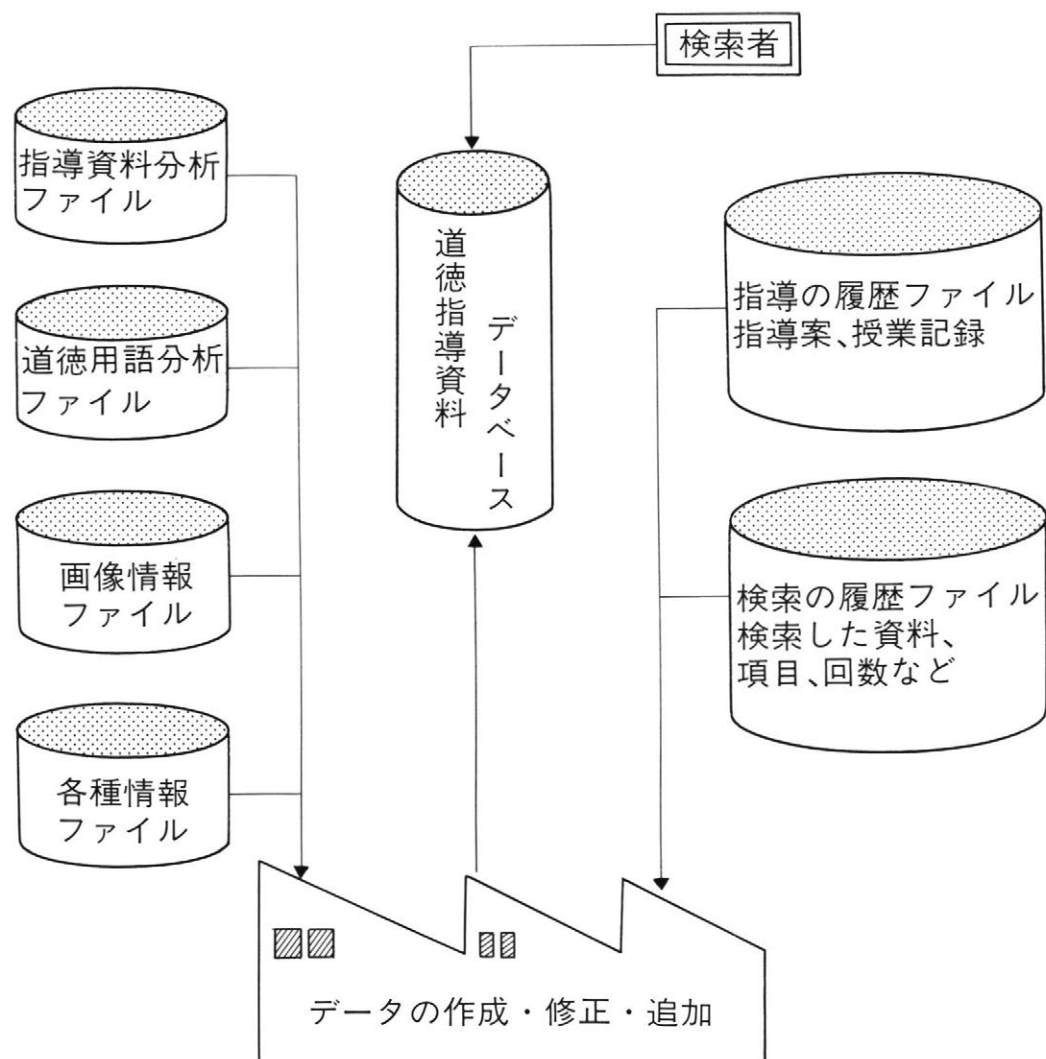 検索者
指導資料分析
ファイル
道徳用語分析
ファイル
画像情報
ファイル
各種情報
ファイル
道徳指導資料
データベース
指導の履歴ファイル
指導案、授業記録
検索の履歴ファイル
検索した資料、
項目、回数など
データの作成・修正・追加